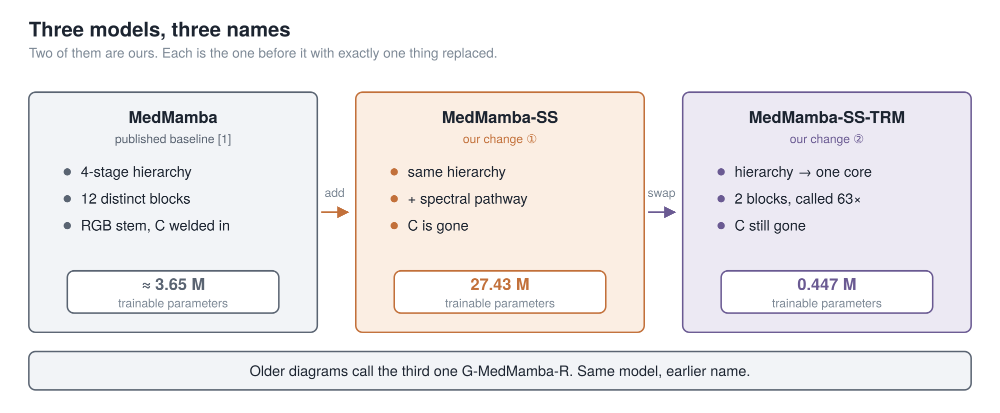 Three models, three names
Two of them are ours. Each is the one before it with exactly one thing replaced.
MedMamba
published baseline [1]
4-stage hierarchy
12 distinct blocks
RGB stem, C welded in
≈ 3.65 M
trainable parameters
add
MedMamba-SS
our change ①
same hierarchy
+ spectral pathway
C is gone
27.43 M
trainable parameters
swap
MedMamba-SS-TRM
our change ②
hierarchy → one core
2 blocks, called 63×
C still gone
0.447 M
trainable parameters
Older diagrams call the third one G-MedMamba-R. Same model, earlier name.